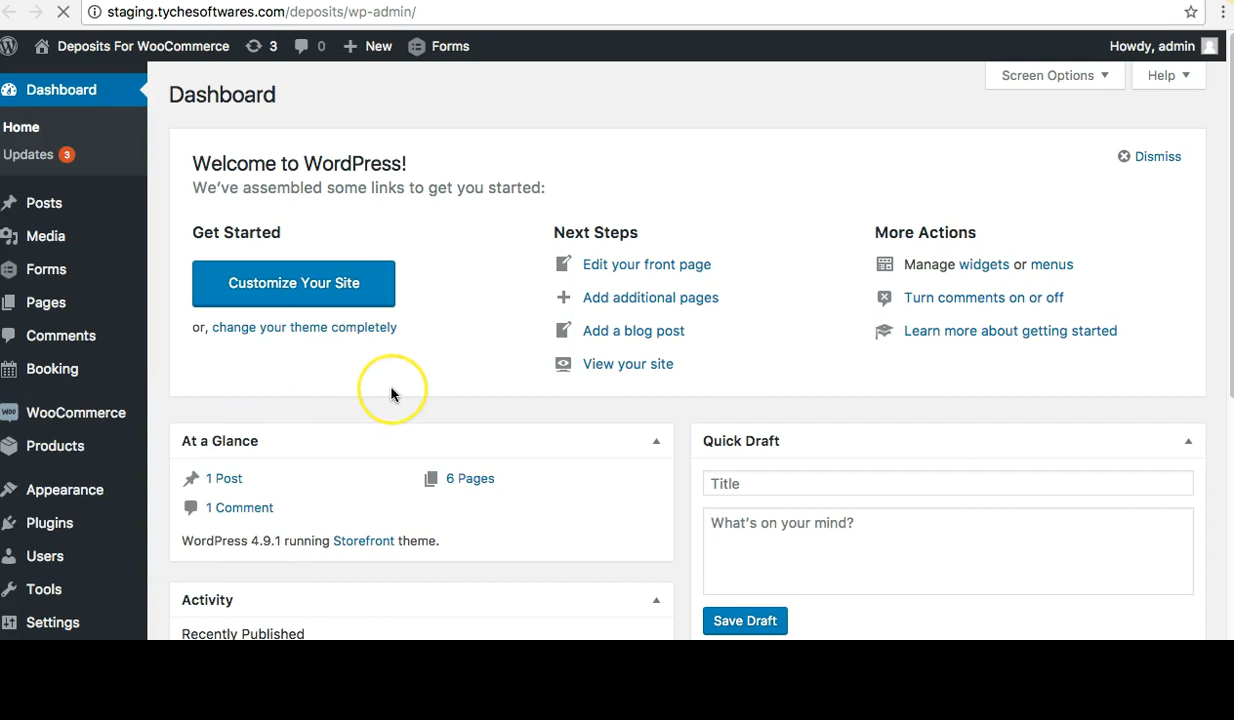 staging.tychesoftwares.com/deposits/wp-admin/
Deposits For WooCommerce 3 0 New Forms Howdy, admin
Dashboard
Home
Updates 3
Posts
Media
Forms
Pages
Comments
Booking
WOO WooCommerce
Products
Appearance
Plugins
Users
Tools
Settings
Screen Options Help
Dashboard
Welcome to WordPress!
Dismiss
We've assembled some links to get you started:
Get Started
Customize Your Site
or, change your theme completely
Next Steps
Edit your front page
Add additional pages
Add a blog post
View your site
More Actions
Manage widgets or menus
Turn comments on or off
Learn more about getting started
At a Glance
1 Post 6 Pages
1 Comment
WordPress 4.9.1 running Storefront theme.
Activity
Recently Published
Quick Draft
Title
What's on your mind?
Save Draft